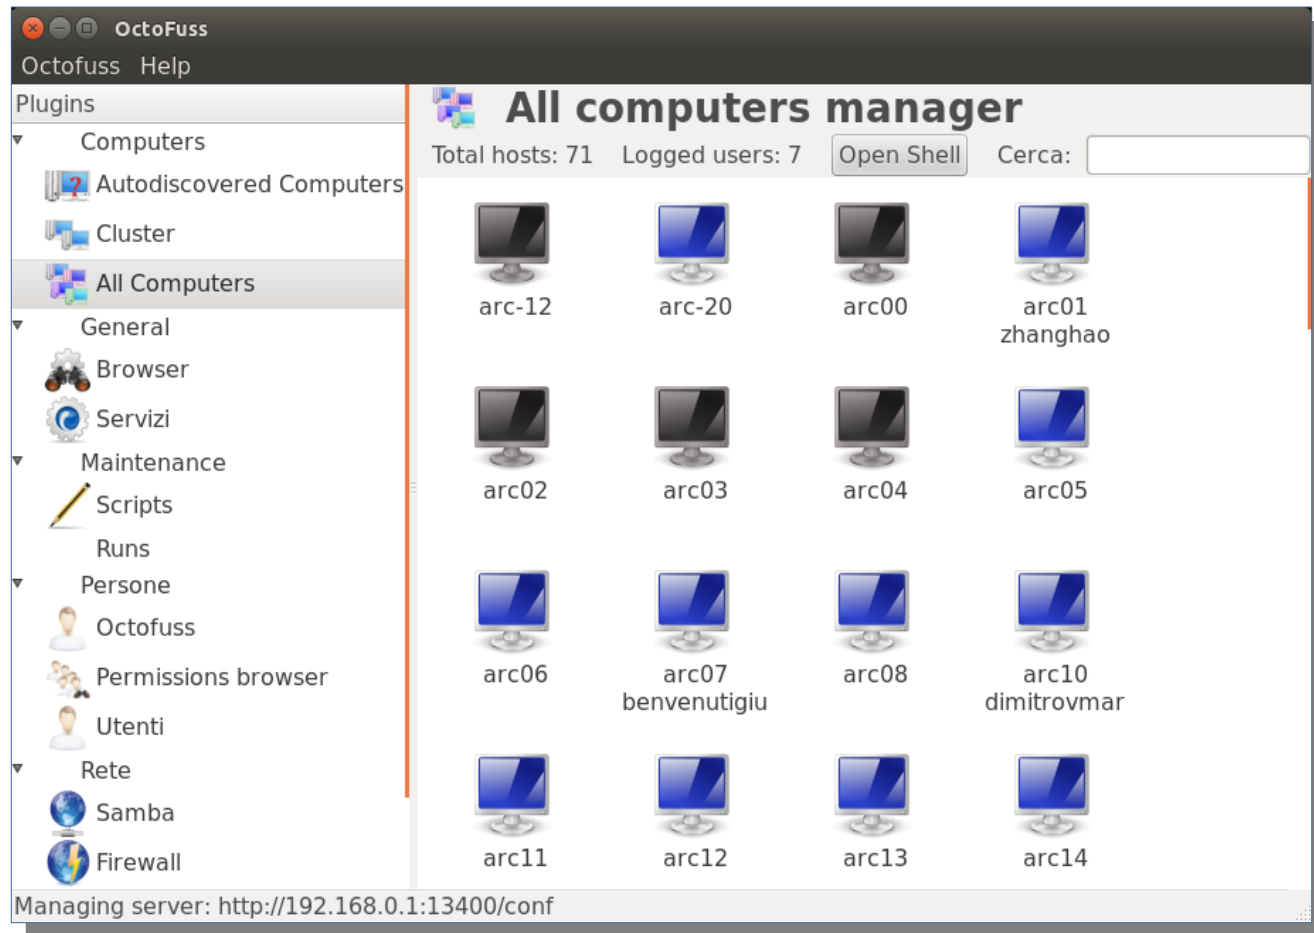 OctoFuss
Octofuss Help
Plugins
Computers
Autodiscovered Computers
Cluster
All Computers
General
Browser
Servizi
Maintenance
Scripts
Runs
Persone
Octofuss
Permissions browser
Utenti
Rete
Samba
Firewall
All computers manager
Total hosts: 71 Logged users: 7 Open Shell Cerca:
arc-12 arc-20 arc00 arc01
zhanghao
arc02 arc03 arc04 arc05
arc06 arc07 arc08 arc10
benvenutigiu dimitrovmar
arc11 arc12 arc13 arc14
Managing server: http://192.168.0.1:13400/conf